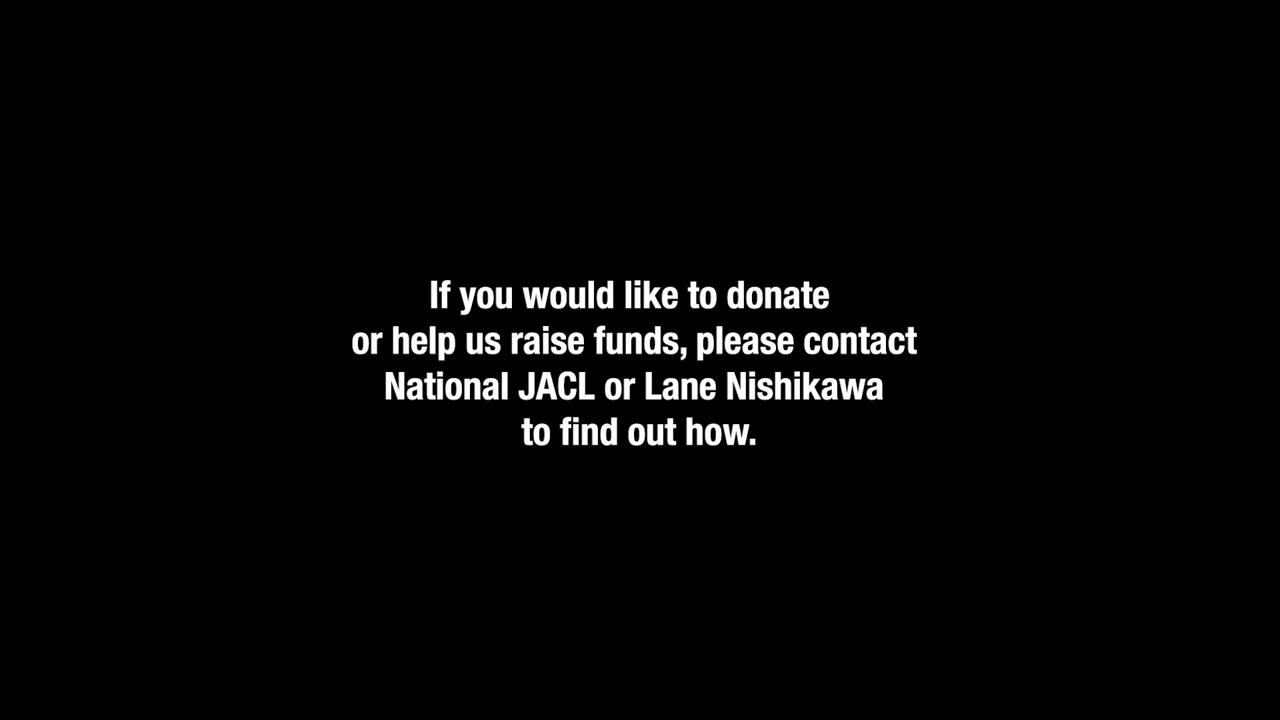 If you would like to donate
or help us raise funds, please contact
National JACL or Lane Nishikawa
to find out how.